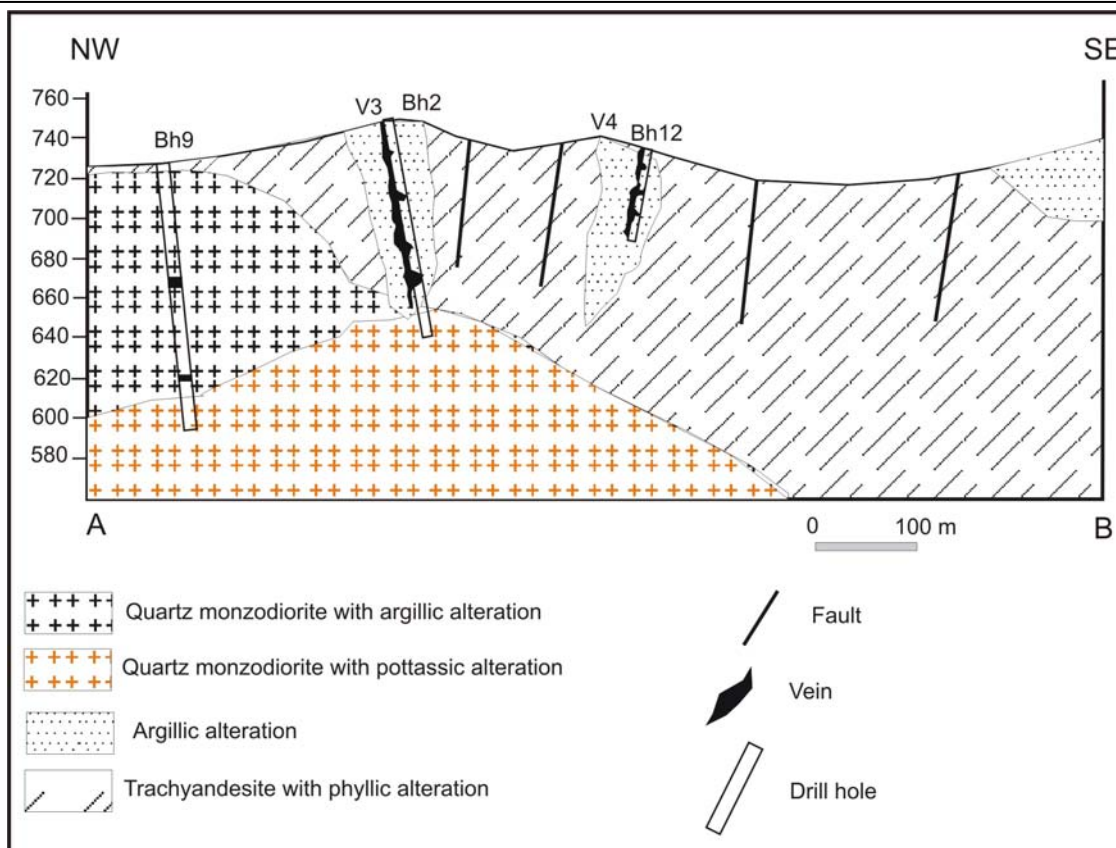 NW
SE
760
740
720
700
680
660
640
620
600
580
Bh9
V3
Bh2
V4
Bh12
A
B
0
100 m
Quartz monzodiorite with argillic alteration
Quartz monzodiorite with pottassic alteration
Argillic alteration
Trachyandesite with phyllic alteration
Fault
Vein
Drill hole